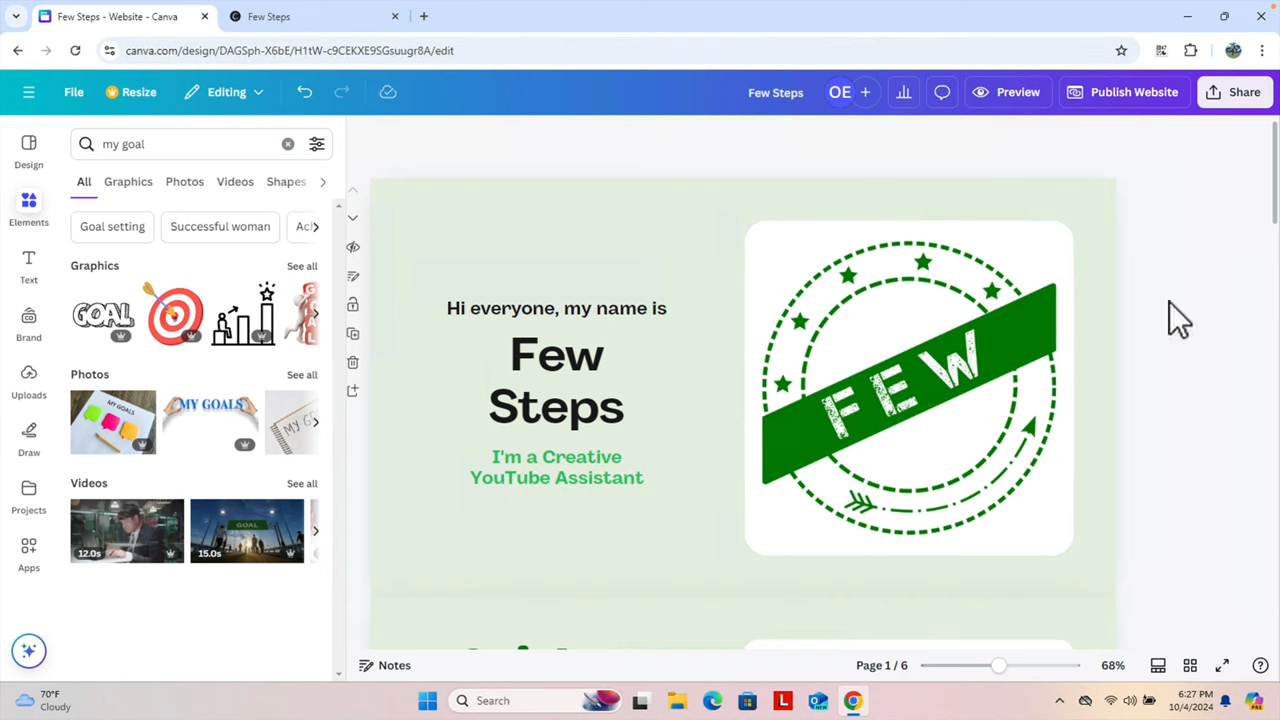 Few Steps - Website - Canva
Few Steps
canva.com/design/DAGSph-X6bE/H1tW-c9CEKXE9SGsuugr8A/edit
File
Resize
Editing
Few Steps
OE
Preview
Publish Website
Share
my goal
Design
Elements
Text
Brand
Uploads
Draw
Projects
Apps
All
Graphics
Photos
Videos
Shapes
Goal setting
Successful woman
Graphics
See all
GOAL
GOAL
Photos
See all
MY GOALS
MY GOALS
Videos
See all
12.0s
GOAL
15.0s
Hi everyone, my name is
Few
Steps
I'm a Creative
YouTube Assistant
FEW
Notes
Page 1 / 6
68%
70°F
Cloudy
Search
6:27 PM
10/4/2024